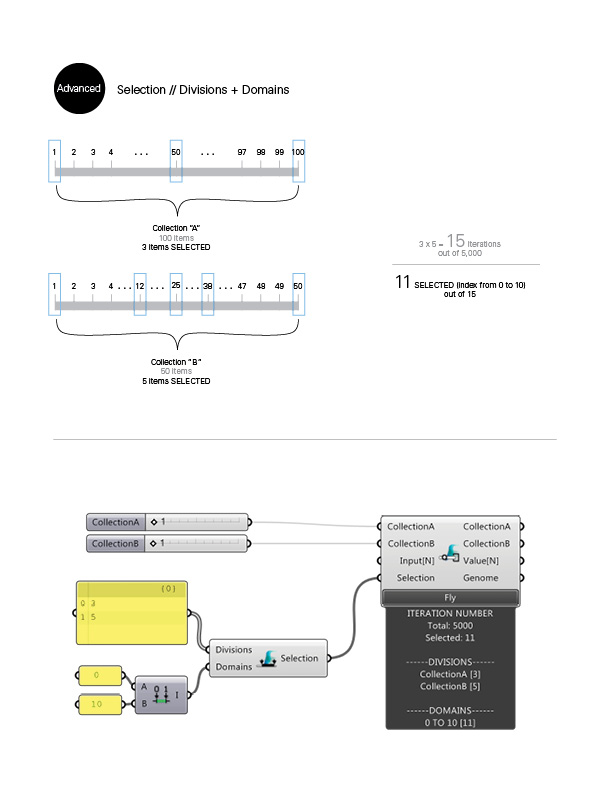 Advanced
Selection // Divisions + Domains
1 2 3 4 ... 50 ... 97 98 99 100
Collection "A"
100 Items
3 Items SELECTED
3 x 5 = 15 Iterations
out of 5,000
11 SELECTED (Index from 0 to 10)
out of 15
1 2 3 4 ... 12 ... 25 ... 38 ... 47 48 49 50
Collection "B"
50 Items
5 Items SELECTED
CollectionA ◇ 1
CollectionB ◇ 1
CollectionA CollectionA
CollectionB CollectionB
Input[N] Value[N]
Selection Genome
Fly
ITERATION NUMBER
Total: 5000
Selected: 11
------DIVISIONS------
CollectionA [3]
CollectionB [5]
------DOMAINS------
0 TO 10 [11]
{0}
0 3
1 5
Divisions
Domains
Selection
0
10
A
B
0 1
I